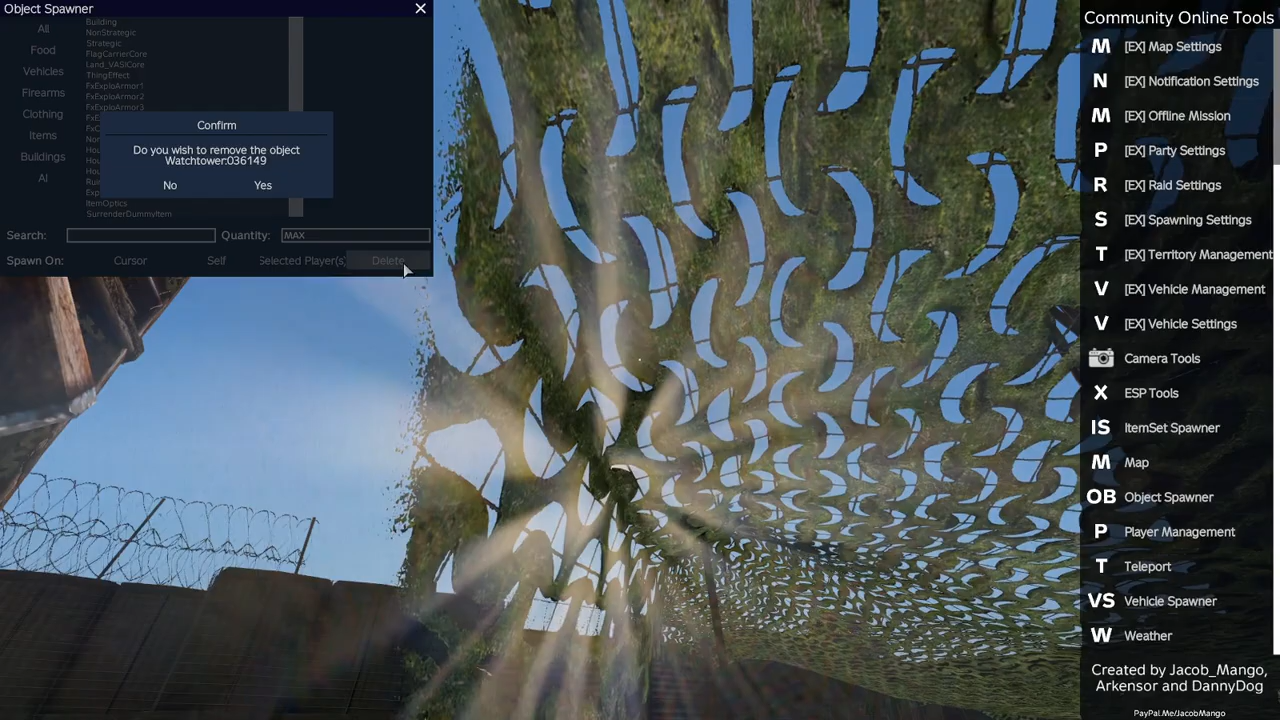 Object Spawner
All
Food
Vehicles
Firearms
Clothing
Items
Buildings
AI
Building
NonStrategic
Strategic
FlagCarrierCore
Land_VASICore
ThingEffect
FxExploArmor1
FxExploArmor2
FxExploArmor3
ItemOptics
SurrenderDummyItem
Confirm
Do you wish to remove the object
Watchtower:036149
No Yes
Search: Quantity: MAX
Spawn On: Cursor Self Selected Player(s) Delete
Community Online Tools
M [EX] Map Settings
N [EX] Notification Settings
M [EX] Offline Mission
P [EX] Party Settings
R [EX] Raid Settings
S [EX] Spawning Settings
T [EX] Territory Management
V [EX] Vehicle Management
V [EX] Vehicle Settings
Camera Tools
X ESP Tools
IS ItemSet Spawner
M Map
OB Object Spawner
P Player Management
T Teleport
VS Vehicle Spawner
W Weather
Created by Jacob_Mango,
Arkensor and DannyDog
PayPal.Me/JacobMango